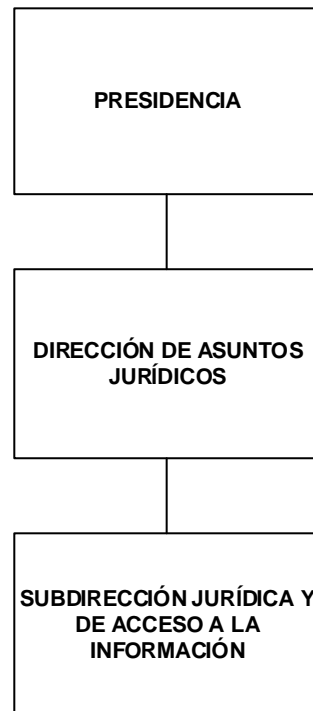 PRESIDENCIA
DIRECCIÓN DE ASUNTOS
JURÍDICOS
SUBDIRECCIÓN JURÍDICA Y
DE ACCESO A LA
INFORMACIÓN